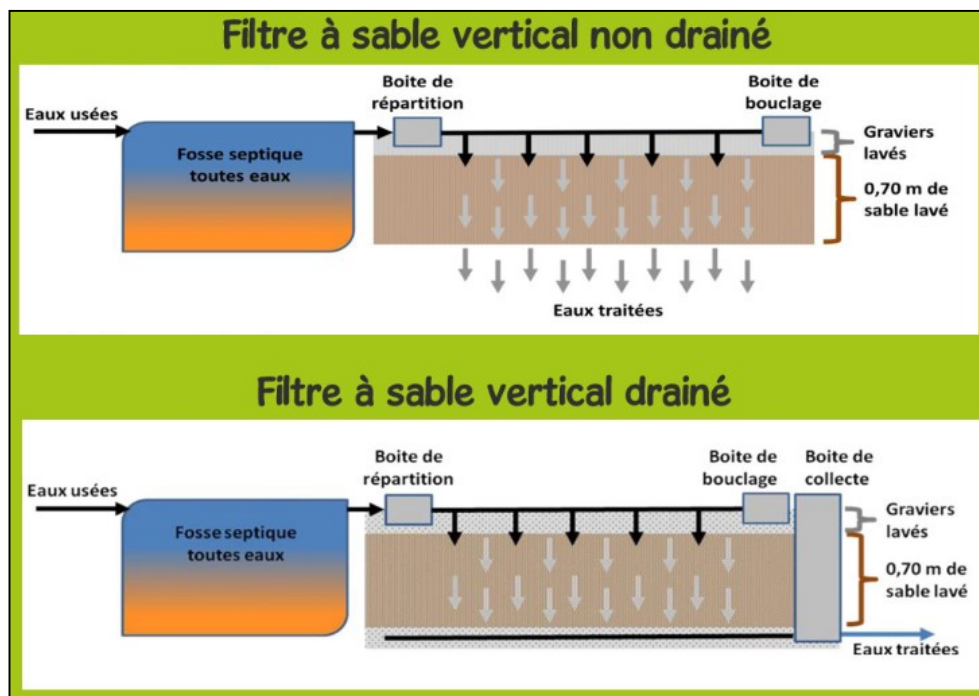 Filtre à sable vertical non drainé
Boite de
répartition
Boite de
bouclage
Eaux usées
Fosse septique
toutes eaux
Graviers
lavés
0,70 m de
sable lavé
Eaux traitées
Filtre à sable vertical drainé
Boite de
répartition
Boite de
bouclage
Boite de
collecte
Eaux usées
Fosse septique
toutes eaux
Graviers
lavés
0,70 m de
sable lavé
Eaux traitées